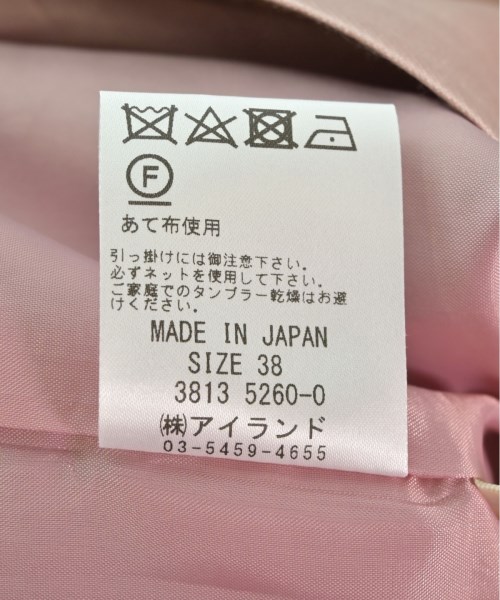 F
あて布使用
引っ掛けには御注意下さい。
必ずネットを使用して下さい。
ご家庭でのタンブラー乾燥はお避
けください。
MADE IN JAPAN
SIZE 38
3813 5260-0
㈱アイランド
03-5459-4655